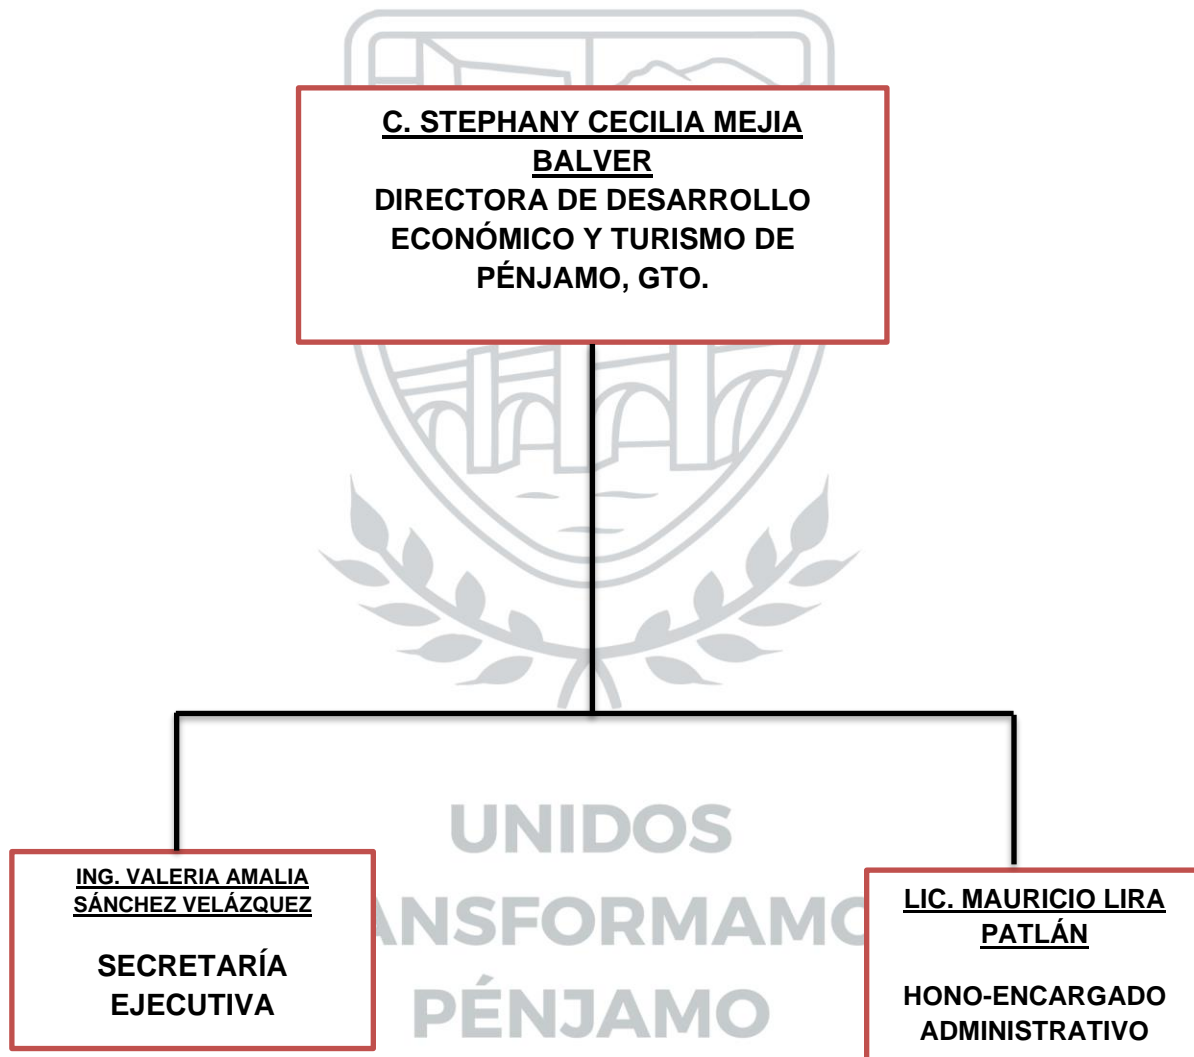 C. STEPHANY CECILIA MEJIA
BALVER
DIRECTORA DE DESARROLLO
ECONÓMICO Y TURISMO DE
PÉNJAMO, GTO.
UNIDOS
ANSFORMAMO
PÉNJAMO
ING. VALERIA AMALIA
SÁNCHEZ VELÁZQUEZ
SECRETARÍA
EJECUTIVA
LIC. MAURICIO LIRA
PATLÁN
HONO-ENCARGADO
ADMINISTRATIVO